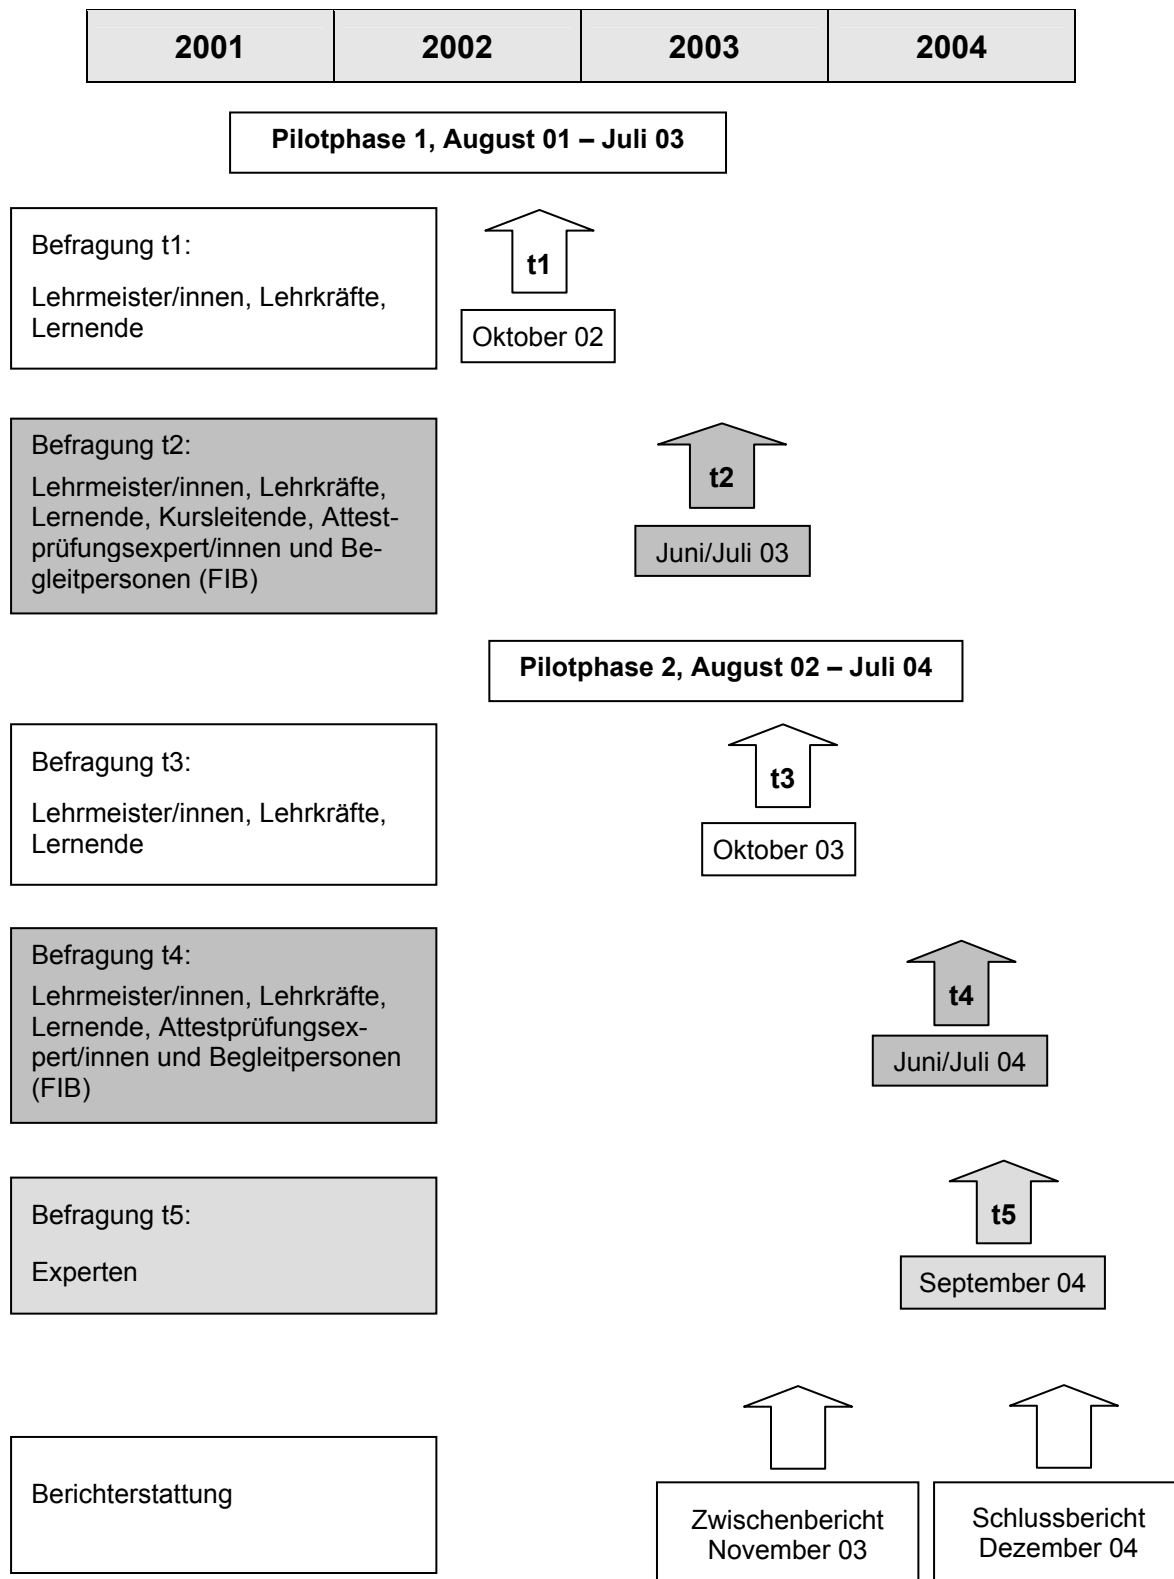 2001 2002 2003 2004
Pilotphase 1, August 01 – Juli 03
Befragung t1:
Lehrmeister/innen, Lehrkräfte,
Lernende
t1
Oktober 02
Befragung t2:
Lehrmeister/innen, Lehrkräfte,
Lernende, Kursleitende, Attest-
prüfungsexpert/innen und Be-
gleitpersonen (FIB)
t2
Juni/Juli 03
Pilotphase 2, August 02 – Juli 04
Befragung t3:
Lehrmeister/innen, Lehrkräfte,
Lernende
t3
Oktober 03
Befragung t4:
Lehrmeister/innen, Lehrkräfte,
Lernende, Attestprüfungsex-
pert/innen und Begleitpersonen
(FIB)
t4
Juni/Juli 04
Befragung t5:
Experten
t5
September 04
Berichterstattung
Zwischenbericht
November 03
Schlussbericht
Dezember 04